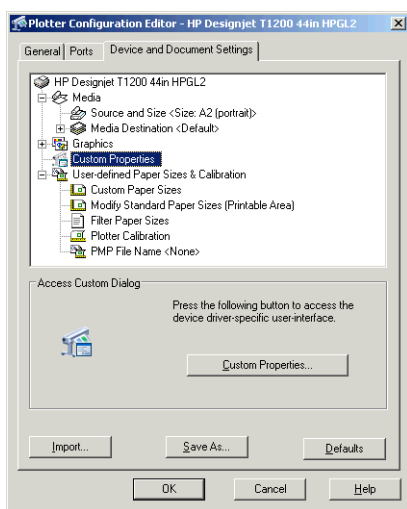 Plotter Configuration Editor - HP Designjet T1200 44in HPGL2
General Ports Device and Document Settings
HP Designjet T1200 44in HPGL2
Media
Source and Size <Size: A2 (portrait)>
Media Destination <Default>
Graphics
Custom Properties
User-defined Paper Sizes & Calibration
Custom Paper Sizes
Modify Standard Paper Sizes (Printable Area)
Filter Paper Sizes
Plotter Calibration
PMP File Name <None>
Access Custom Dialog
Press the following button to access the
device driver-specific user-interface.
Custom Properties...
Import... Save As... Defaults
OK Cancel Help